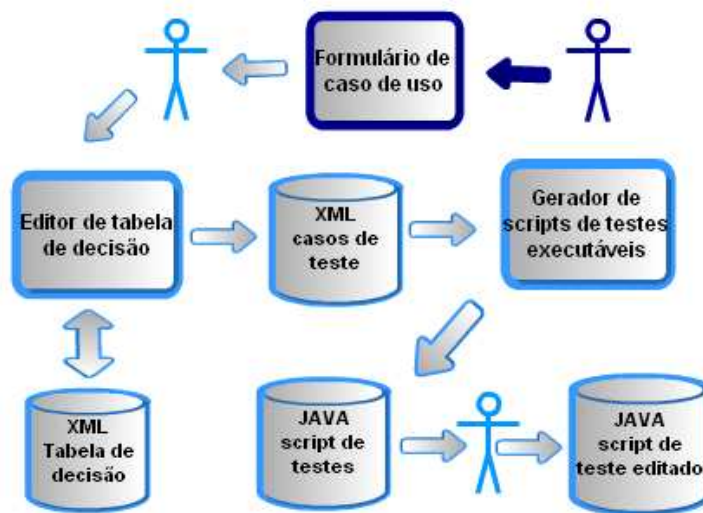 Formulário de
caso de uso
Editor de tabela
de decisão
XML
casos de
teste
Gerador de
scripts de testes
executáveis
XML
Tabela de
decisão
JAVA
script de
testes
JAVA
script de
teste editado